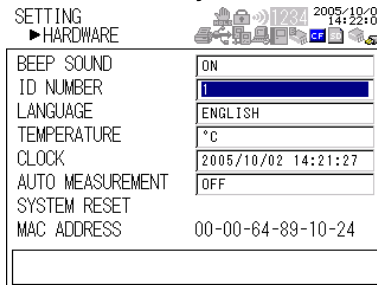 SETTING
▶HARDWARE
1234
2005/10/0
14:22:0
CF
BEEP SOUND ON
ID NUMBER 1
LANGUAGE ENGLISH
TEMPERATURE °C
CLOCK 2005/10/02 14:21:27
AUTO MEASUREMENT OFF
SYSTEM RESET
MAC ADDRESS 00-00-64-89-10-24